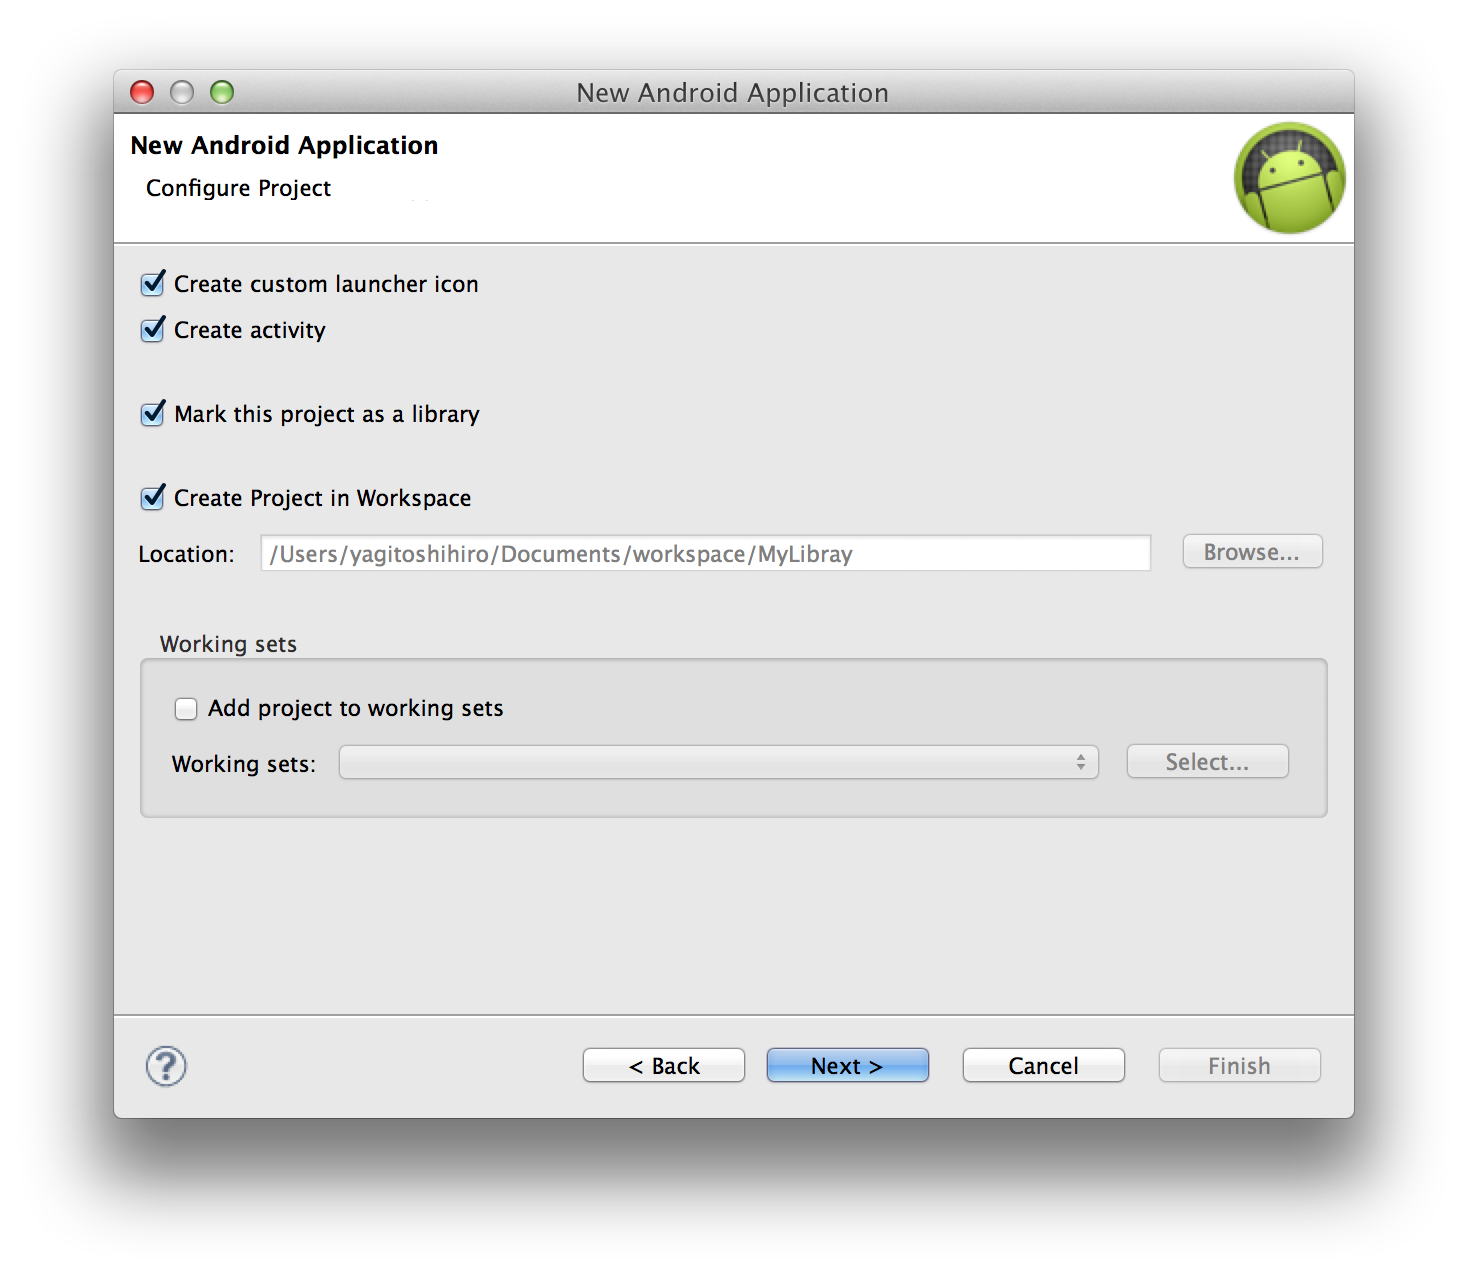 New Android Application
New Android Application
Configure Project
Create custom launcher icon
Create activity
Mark this project as a library
Create Project in Workspace
Location: /Users/yagitoshihiro/Documents/workspace/MyLibray Browse...
Working sets
Add project to working sets
Working sets: Select...
? < Back Next > Cancel Finish